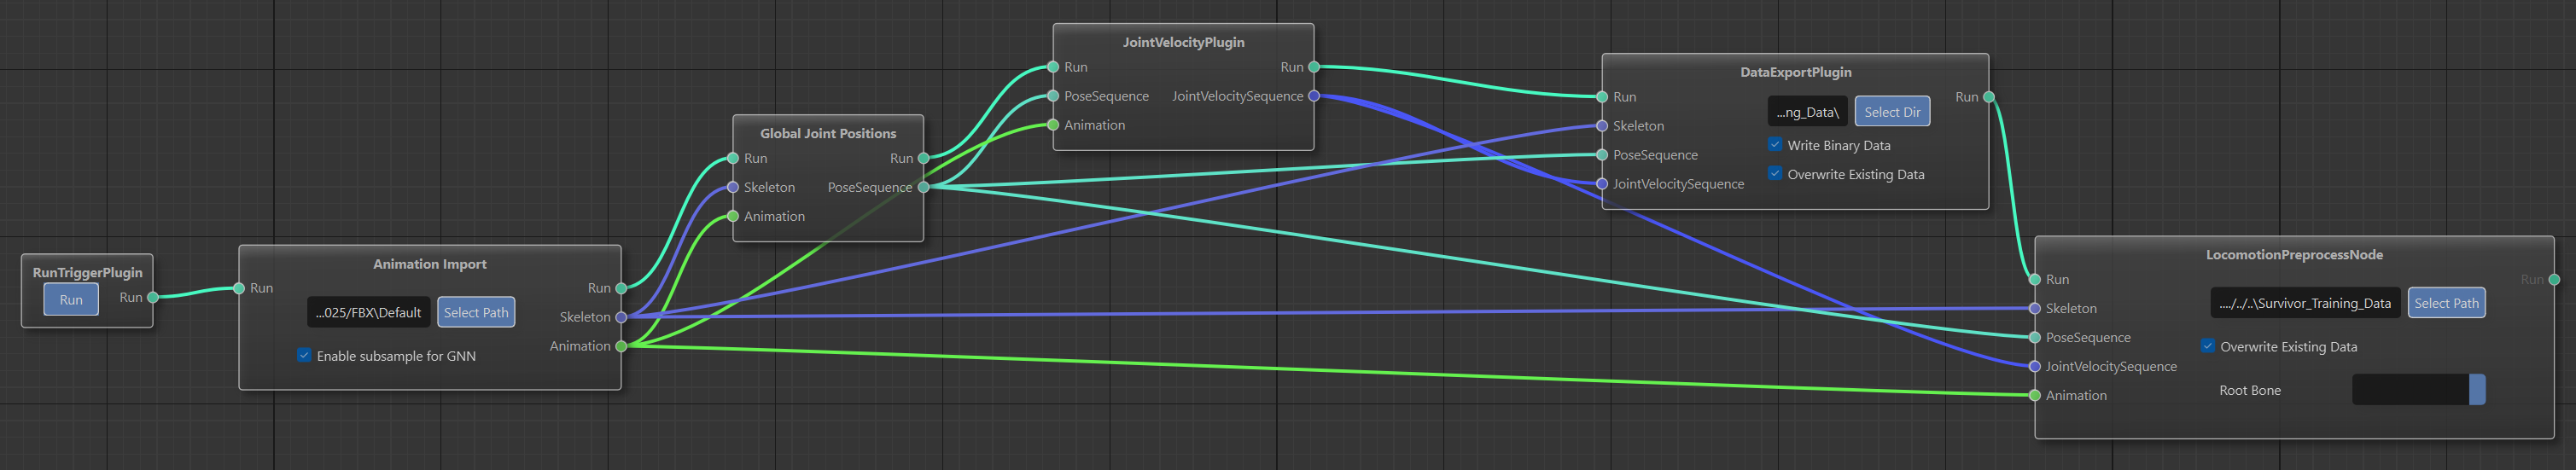 RunTriggerPlugin
Run
Run
Animation Import
Run
Run
...025/FBX\Default
Select Path
Skeleton
Animation
Enable subsample for GNN
Global Joint Positions
Run
Run
Skeleton
PoseSequence
Animation
JointVelocityPlugin
Run
Run
PoseSequence
JointVelocitySequence
Animation
DataExportPlugin
Run
Run
...ng_Data\
Select Dir
Skeleton
Write Binary Data
PoseSequence
Overwrite Existing Data
JointVelocitySequence
LocomotionPreprocessNode
Run
Run
Skeleton
..../../..\Survivor_Training_Data
Select Path
PoseSequence
Overwrite Existing Data
JointVelocitySequence
Animation
Root Bone